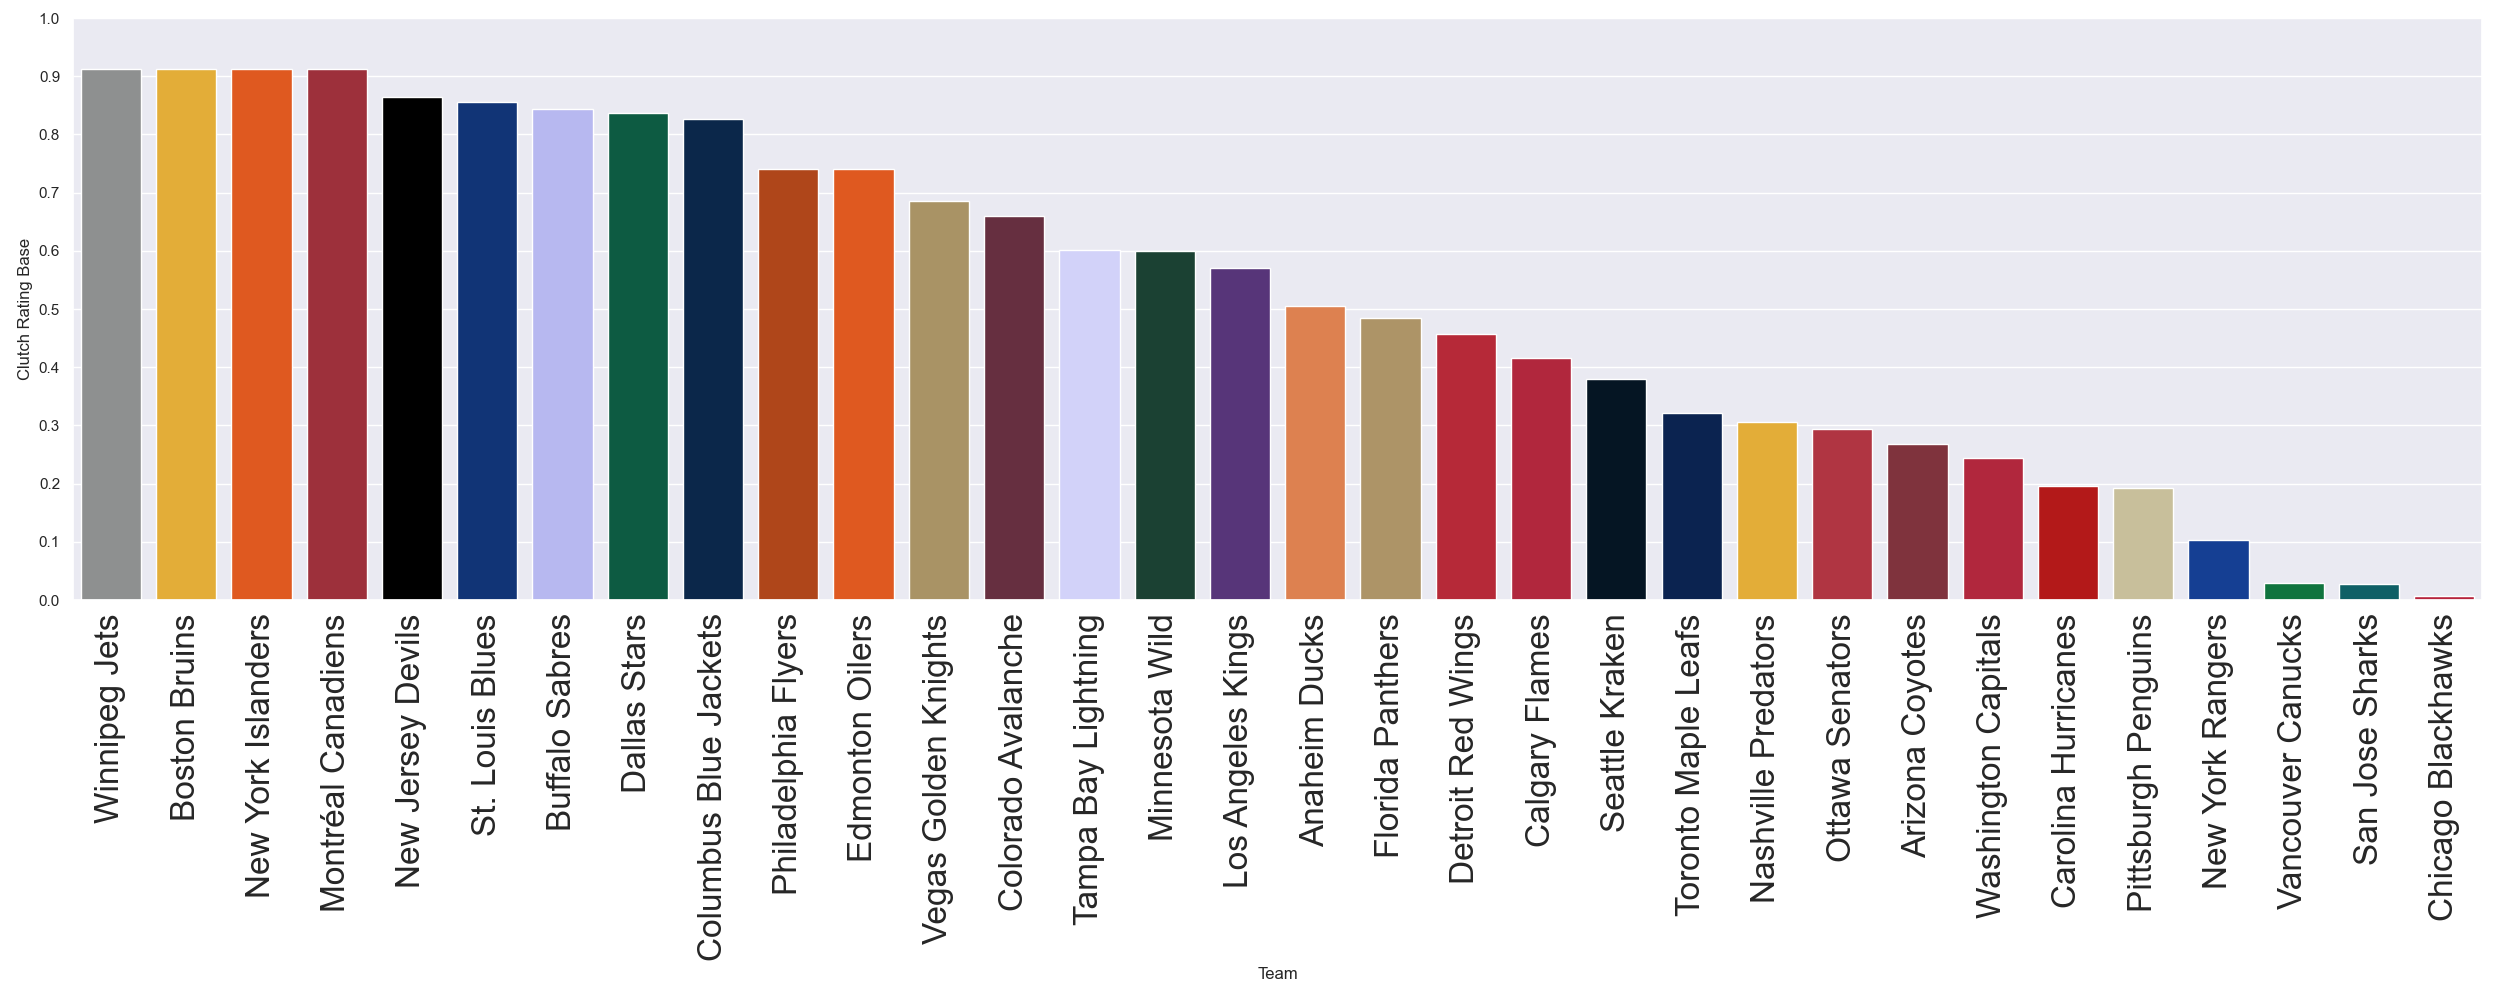 1.0
0.9
0.8
0.7
0.6
0.5
0.4
0.3
0.2
0.1
0.0
Clutch Rating Base
Winnipeg Jets
Boston Bruins
New York Islanders
Montréal Canadiens
New Jersey Devils
St. Louis Blues
Buffalo Sabres
Dallas Stars
Columbus Blue Jackets
Philadelphia Flyers
Edmonton Oilers
Vegas Golden Knights
Colorado Avalanche
Tampa Bay Lightning
Minnesota Wild
Los Angeles Kings
Anaheim Ducks
Florida Panthers
Detroit Red Wings
Calgary Flames
Seattle Kraken
Toronto Maple Leafs
Nashville Predators
Ottawa Senators
Arizona Coyotes
Washington Capitals
Carolina Hurricanes
Pittsburgh Penguins
New York Rangers
Vancouver Canucks
San Jose Sharks
Chicago Blackhawks
Team